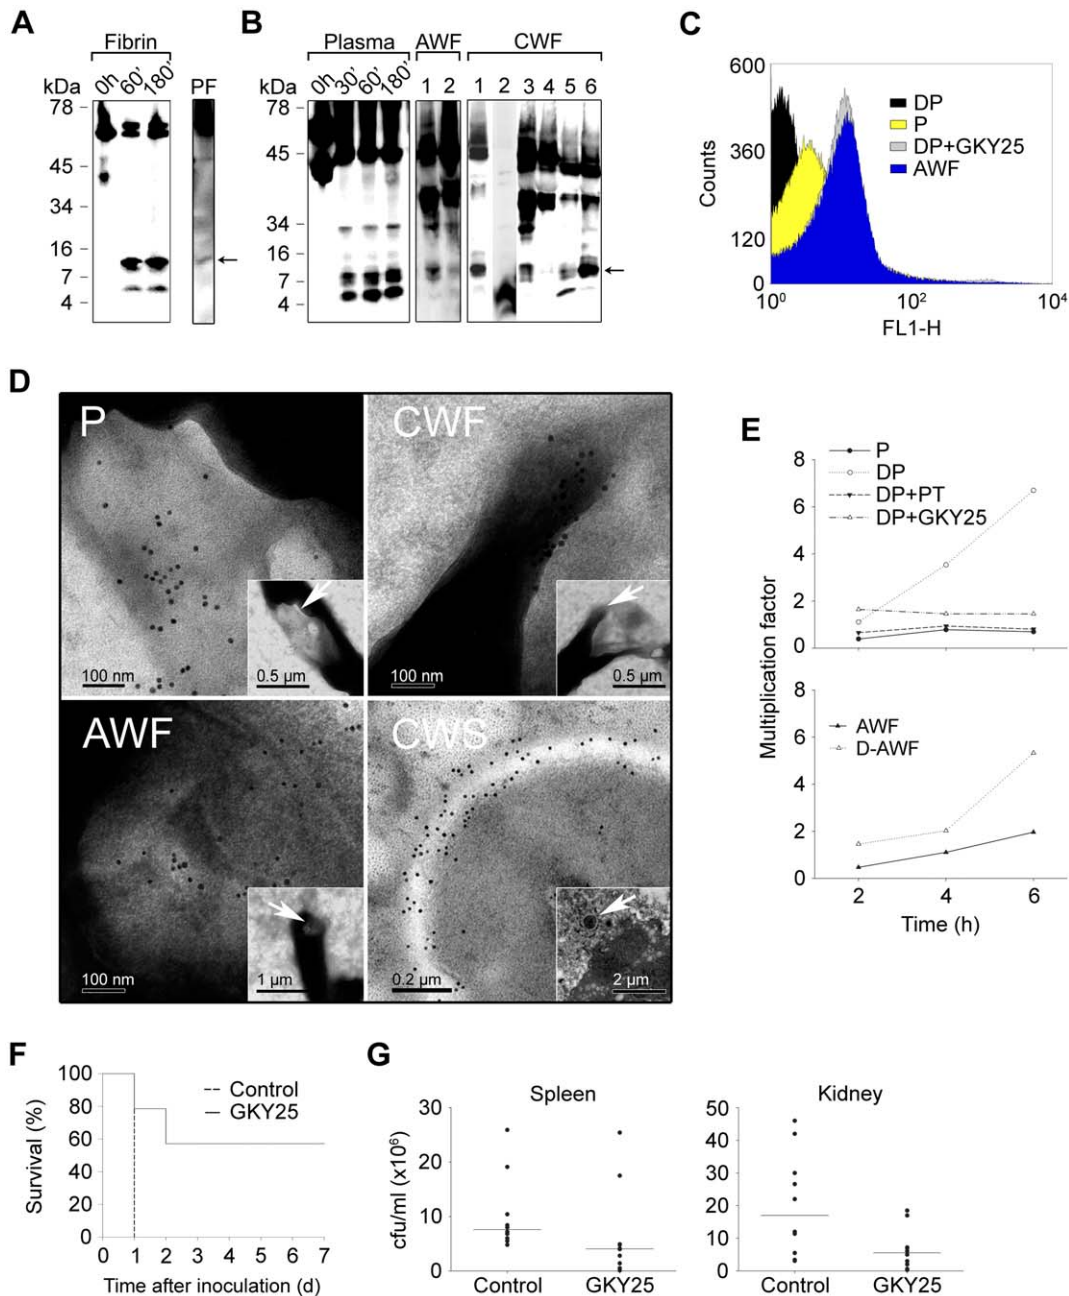 A
Fibrin
kDa 0h 60' 180' PF
78
45
34
16
7
4
B
Plasma AWF CWF
kDa 0h 30' 60' 180' 1 2 1 2 3 4 5 6
78
45
34
16
7
4
C
600
360
120
0
Counts
DP
P
DP+GKY25
AWF
10⁰ 10² 10⁴
FL1-H
D
P
100 nm
0.5 µm
CWF
100 nm
0.5 µm
AWF
100 nm
1 µm
CWS
0.2 µm
2 µm
E
P
DP
DP+PT
DP+GKY25
8
6
4
2
0
Multiplication factor
AWF
D-AWF
8
6
4
2
0
2 4 6
Time (h)
F
Survival (%)
100
80
60
40
20
0
Control
GKY25
0 1 2 3 4 5 6 7
Time after inoculation (d)
G
Spleen
cfu/ml (x10⁶)
30
20
10
0
Control GKY25
Kidney
50
40
30
20
10
0
Control GKY25